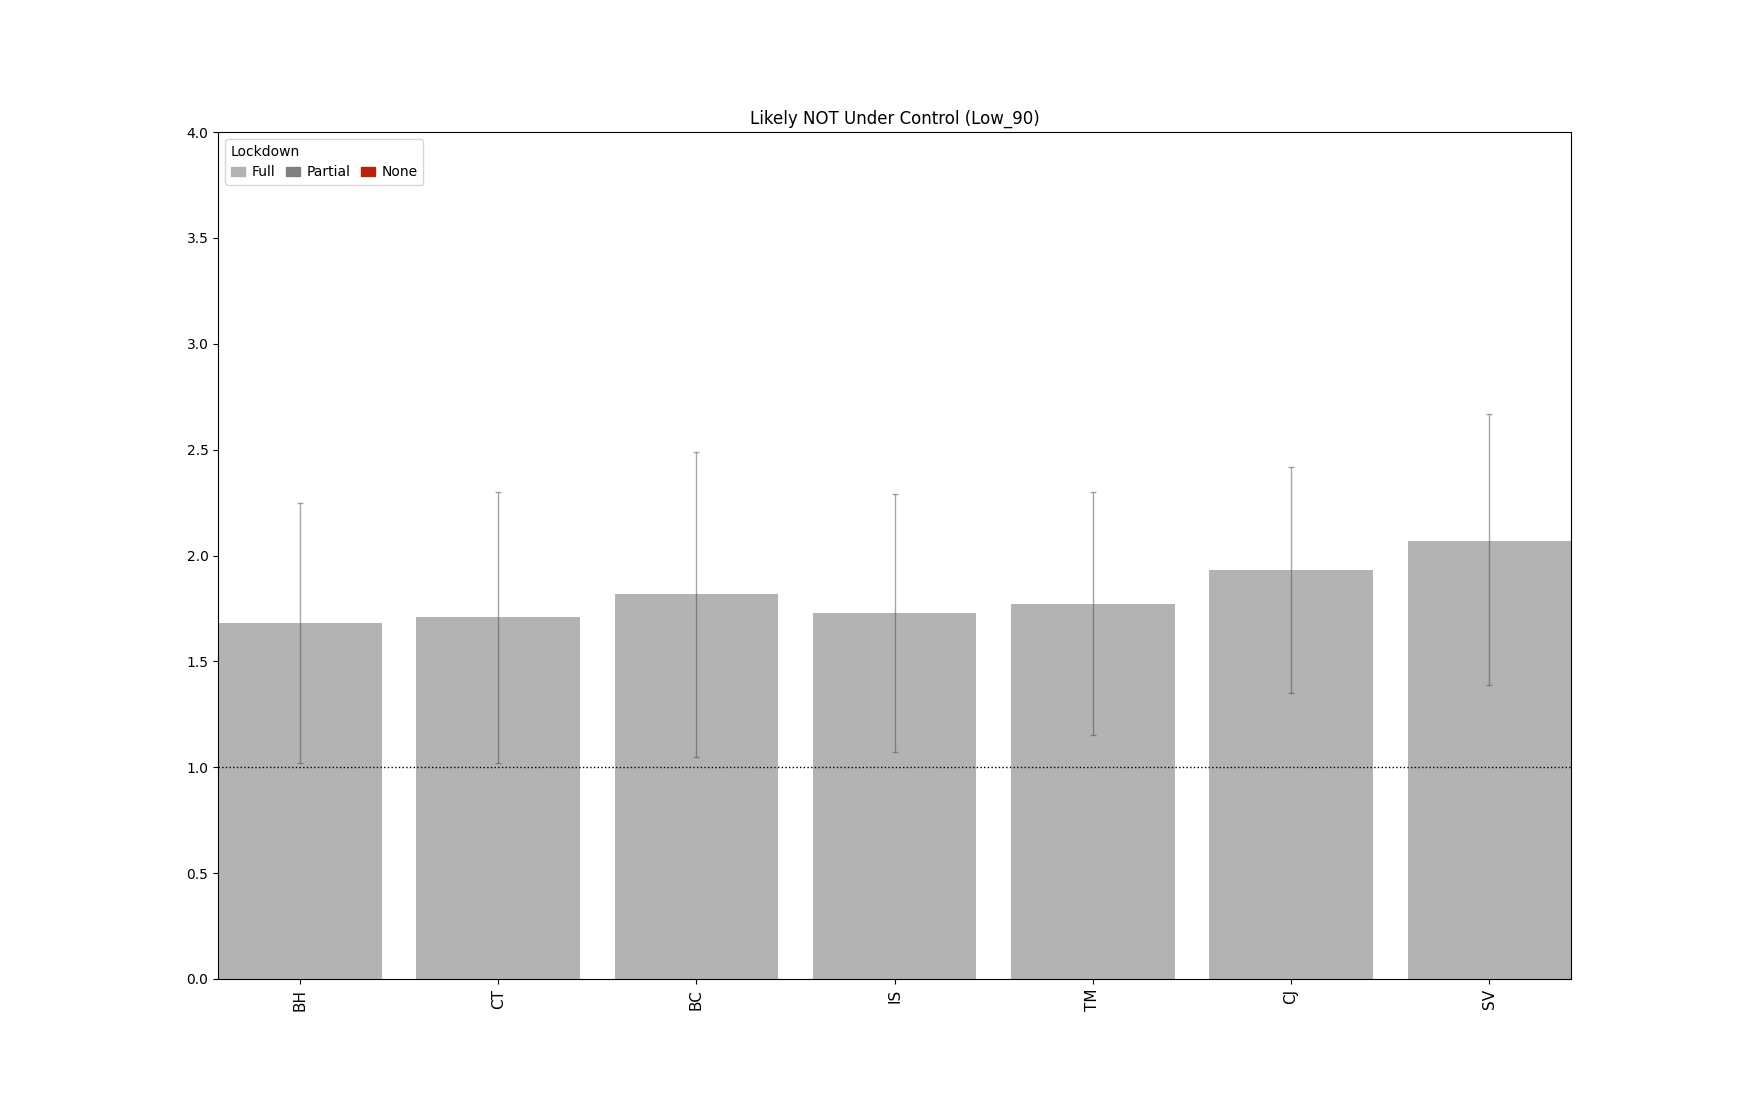 Likely NOT Under Control (Low_90)
Lockdown
Full Partial None
4.0
3.5
3.0
2.5
2.0
1.5
1.0
0.5
0.0
BH CT BC IS TM CJ SV